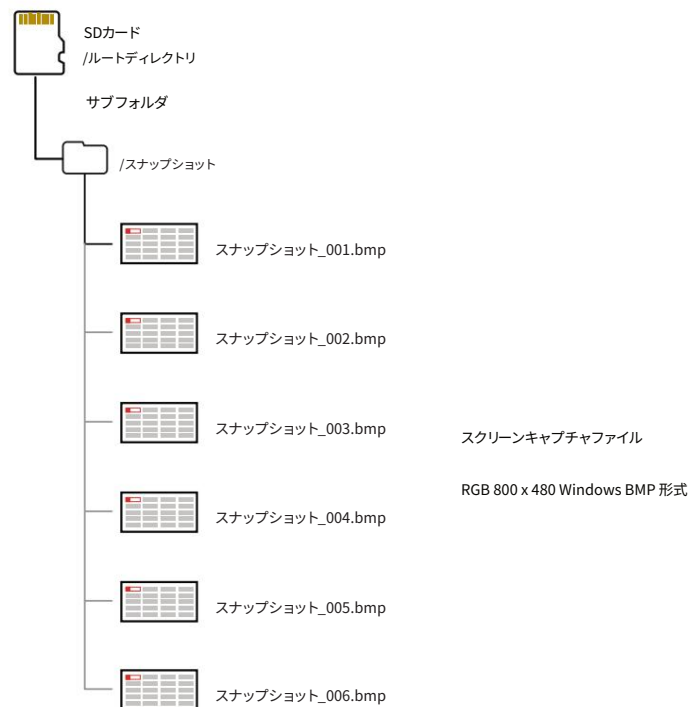 SDカード
/ルートディレクトリ
サブフォルダ
/スナップショット
スナップショット_001.bmp
スナップショット_002.bmp
スナップショット_003.bmp
スクリーンキャプチャファイル
スナップショット_004.bmp
RGB 800 x 480 Windows BMP 形式
スナップショット_005.bmp
スナップショット_006.bmp